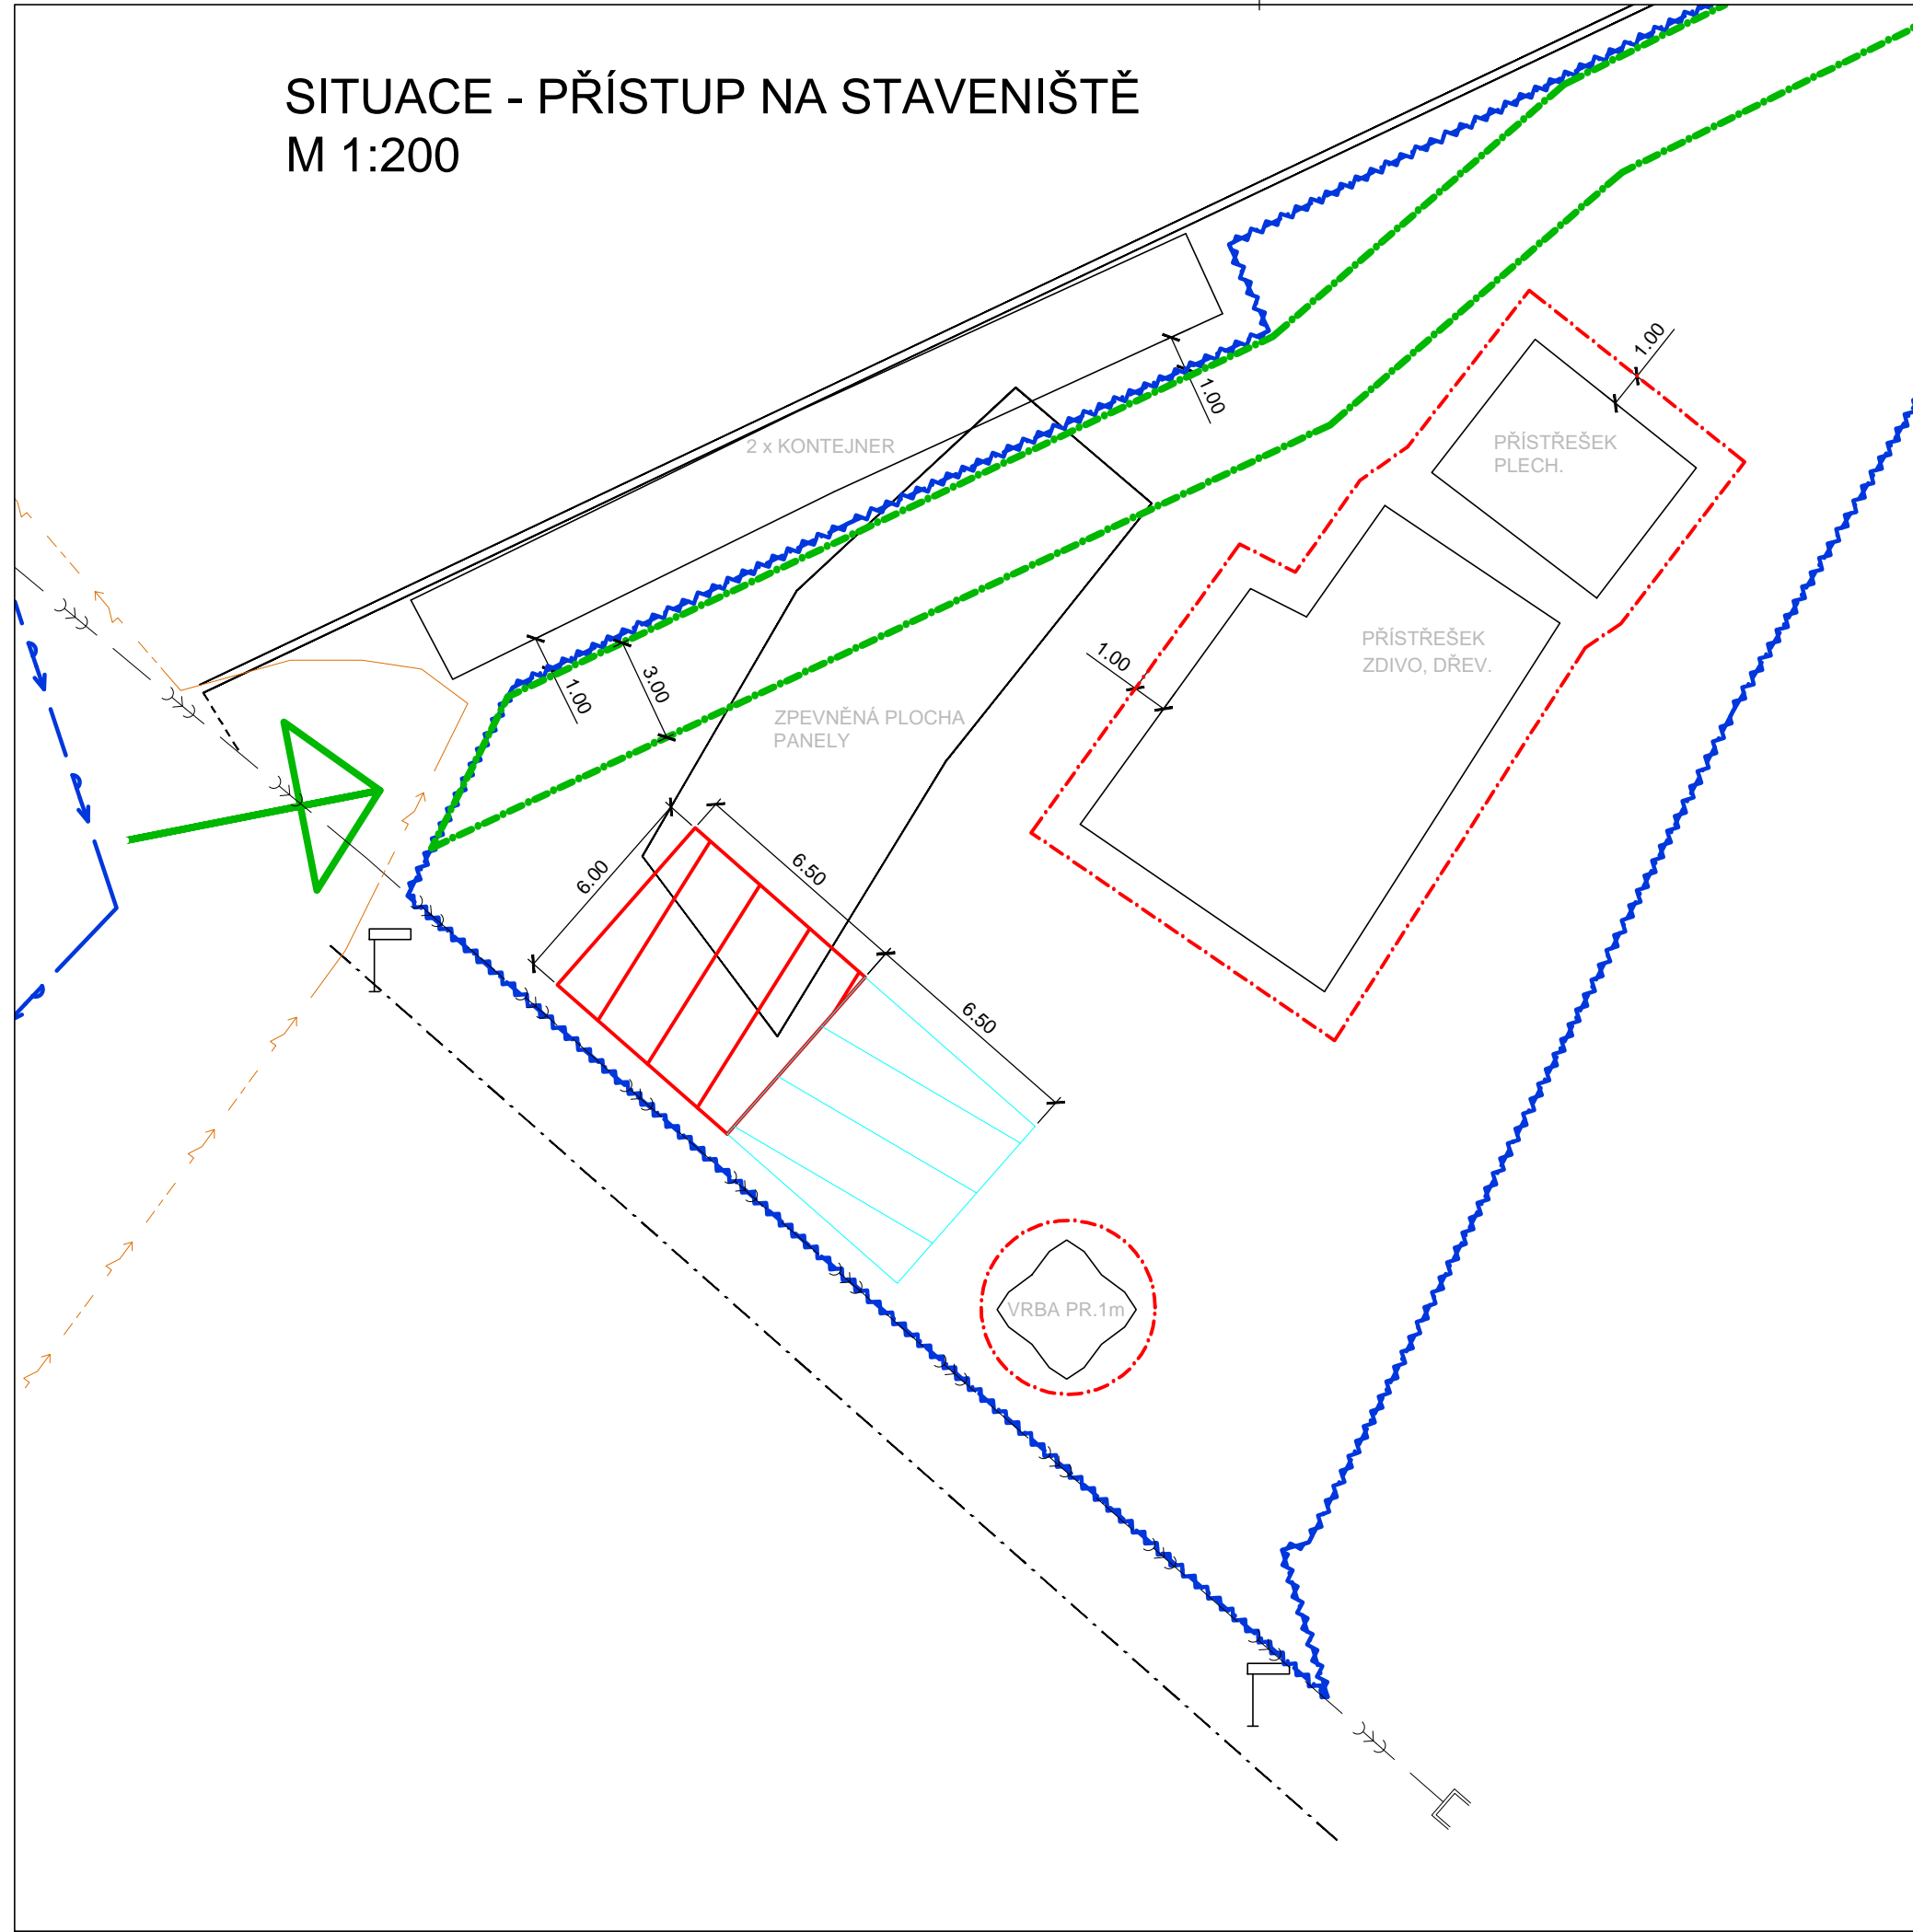 SITUACE - PŘÍSTUP NA STAVENIŠTĚ
M 1:200
1.00
1.00
2 x KONTEJNER
PŘÍSTŘEŠEK
PLECH.
PŘÍSTŘEŠEK
ZDIVO, DŘEV.
1.00
1.00
3.00
ZPEVNĚNÁ PLOCHA
PANELY
6.00
6.50
6.50
VRBA PR.1m